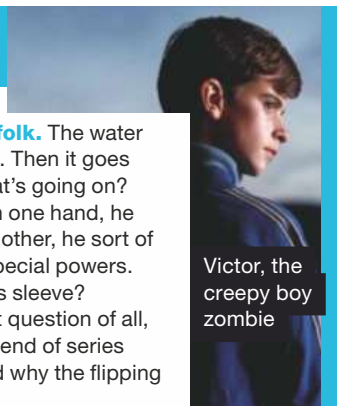 folk. The water
. Then it goes
at's going on?
n one hand, he
other, he sort of
pecial powers.
s sleeve?
t question of all,
end of series
d why the flipping
Victor, the
creepy boy
zombie